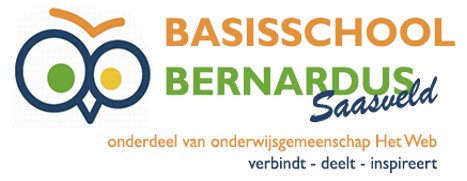 BASISSCHOOL
BERNARDUS
Saasveld
onderdeel van onderwijsgemeenschap Het Web
verbindt - deelt - inspireert